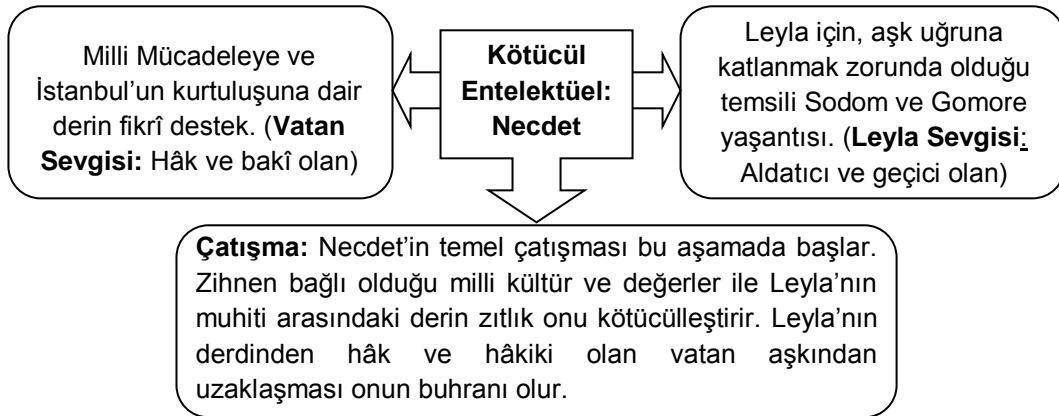 Milli Mücadeleye ve
İstanbul’un kurtuluşuna dair
derin fikrî destek. (Vatan
Sevgisi: Hâk ve bakî olan)
Kötücül
Entelektüel:
Necdet
Leyla için, aşk uğruna
katlanmak zorunda olduğu
temsili Sodom ve Gomore
yaşantısı. (Leyla Sevgisi:
Aldatıcı ve geçici olan)
Çatışma: Necdet’in temel çatışması bu aşamada başlar.
Zihnen bağlı olduğu milli kültür ve değerler ile Leyla’nın
muhiti arasındaki derin zıtlık onu kötücülleştirir. Leyla’nın
derdinden hâk ve hâkiki olan vatan aşkından
uzaklaşması onun buhranı olur.